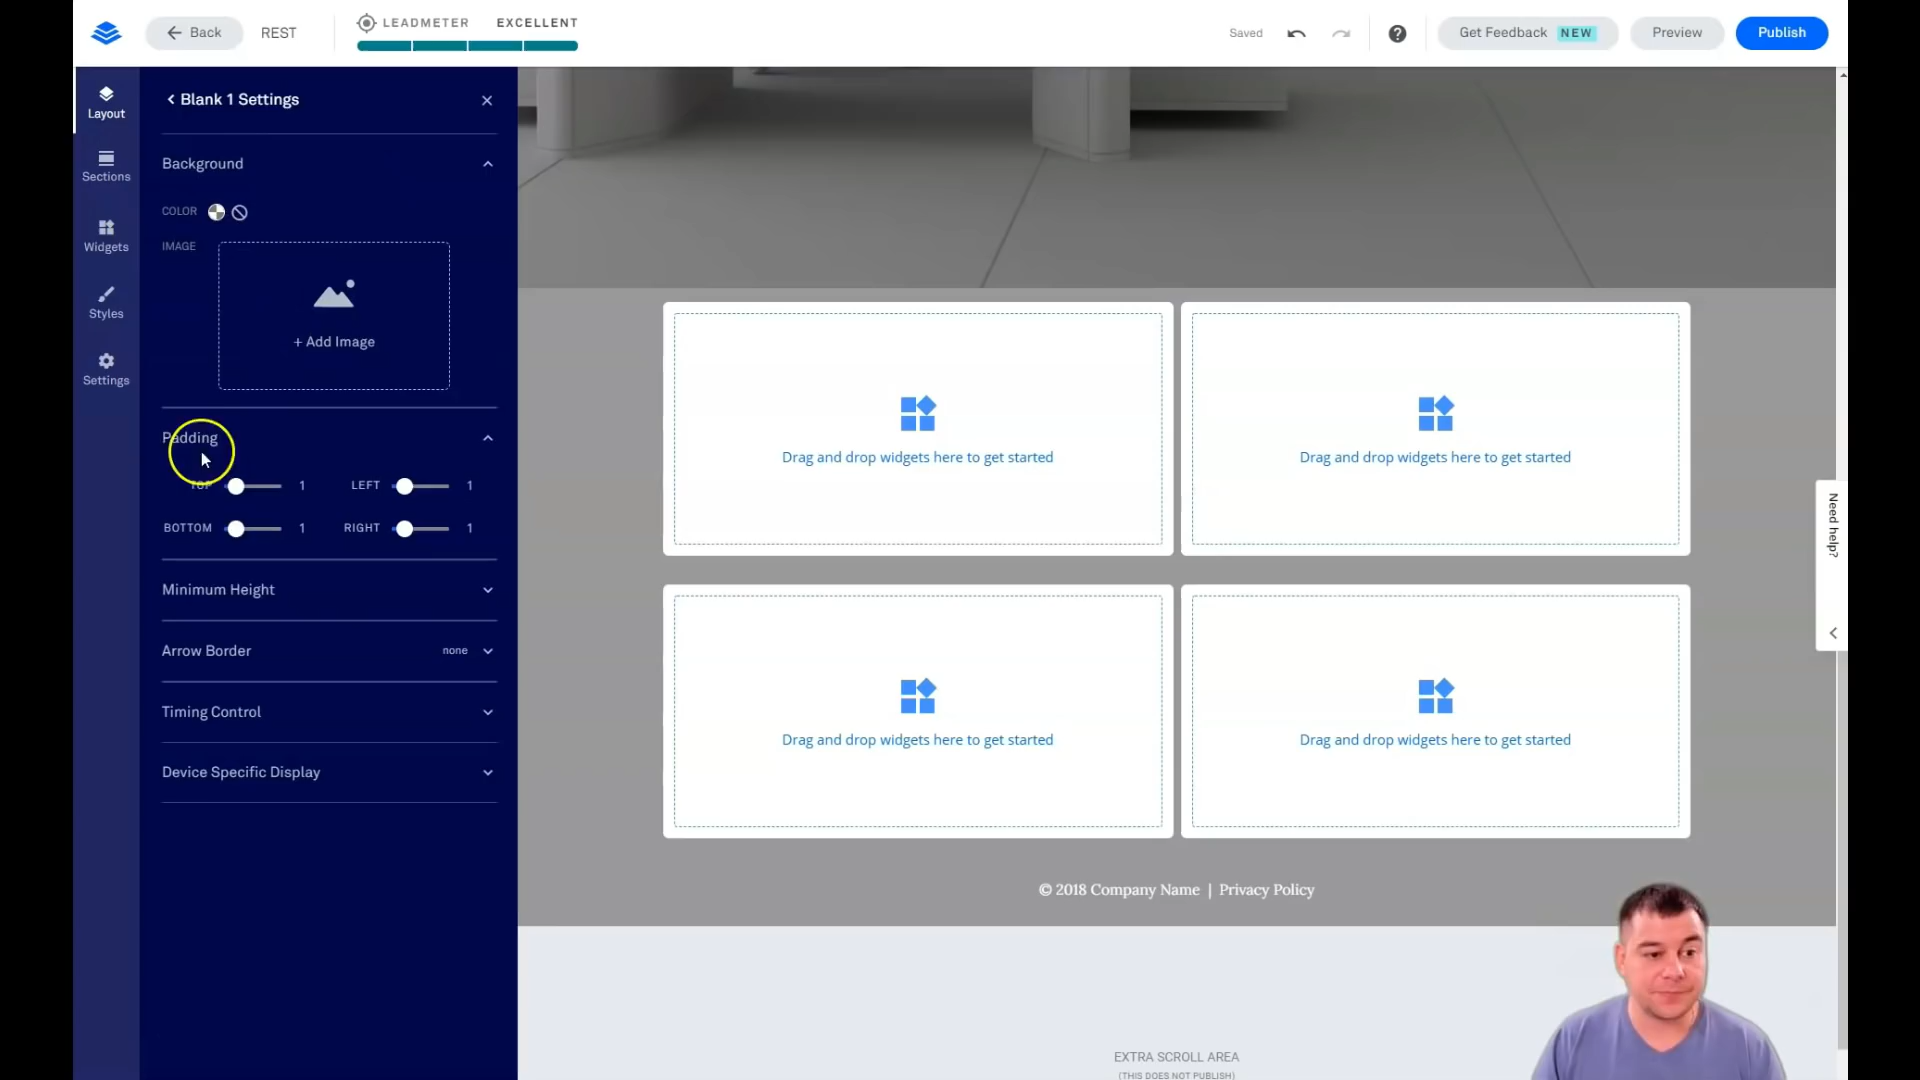 Back
REST
LEADMETER EXCELLENT
Saved
Get Feedback NEW
Preview
Publish
Layout
Sections
Widgets
Styles
Settings
Blank 1 Settings
Background
COLOR
IMAGE
+ Add Image
Padding
TOP 1 LEFT 1
BOTTOM 1 RIGHT 1
Minimum Height
Arrow Border none
Timing Control
Device Specific Display
Drag and drop widgets here to get started
Drag and drop widgets here to get started
Drag and drop widgets here to get started
Drag and drop widgets here to get started
© 2018 Company Name | Privacy Policy
EXTRA SCROLL AREA
(THIS DOES NOT PUBLISH)
Need help?